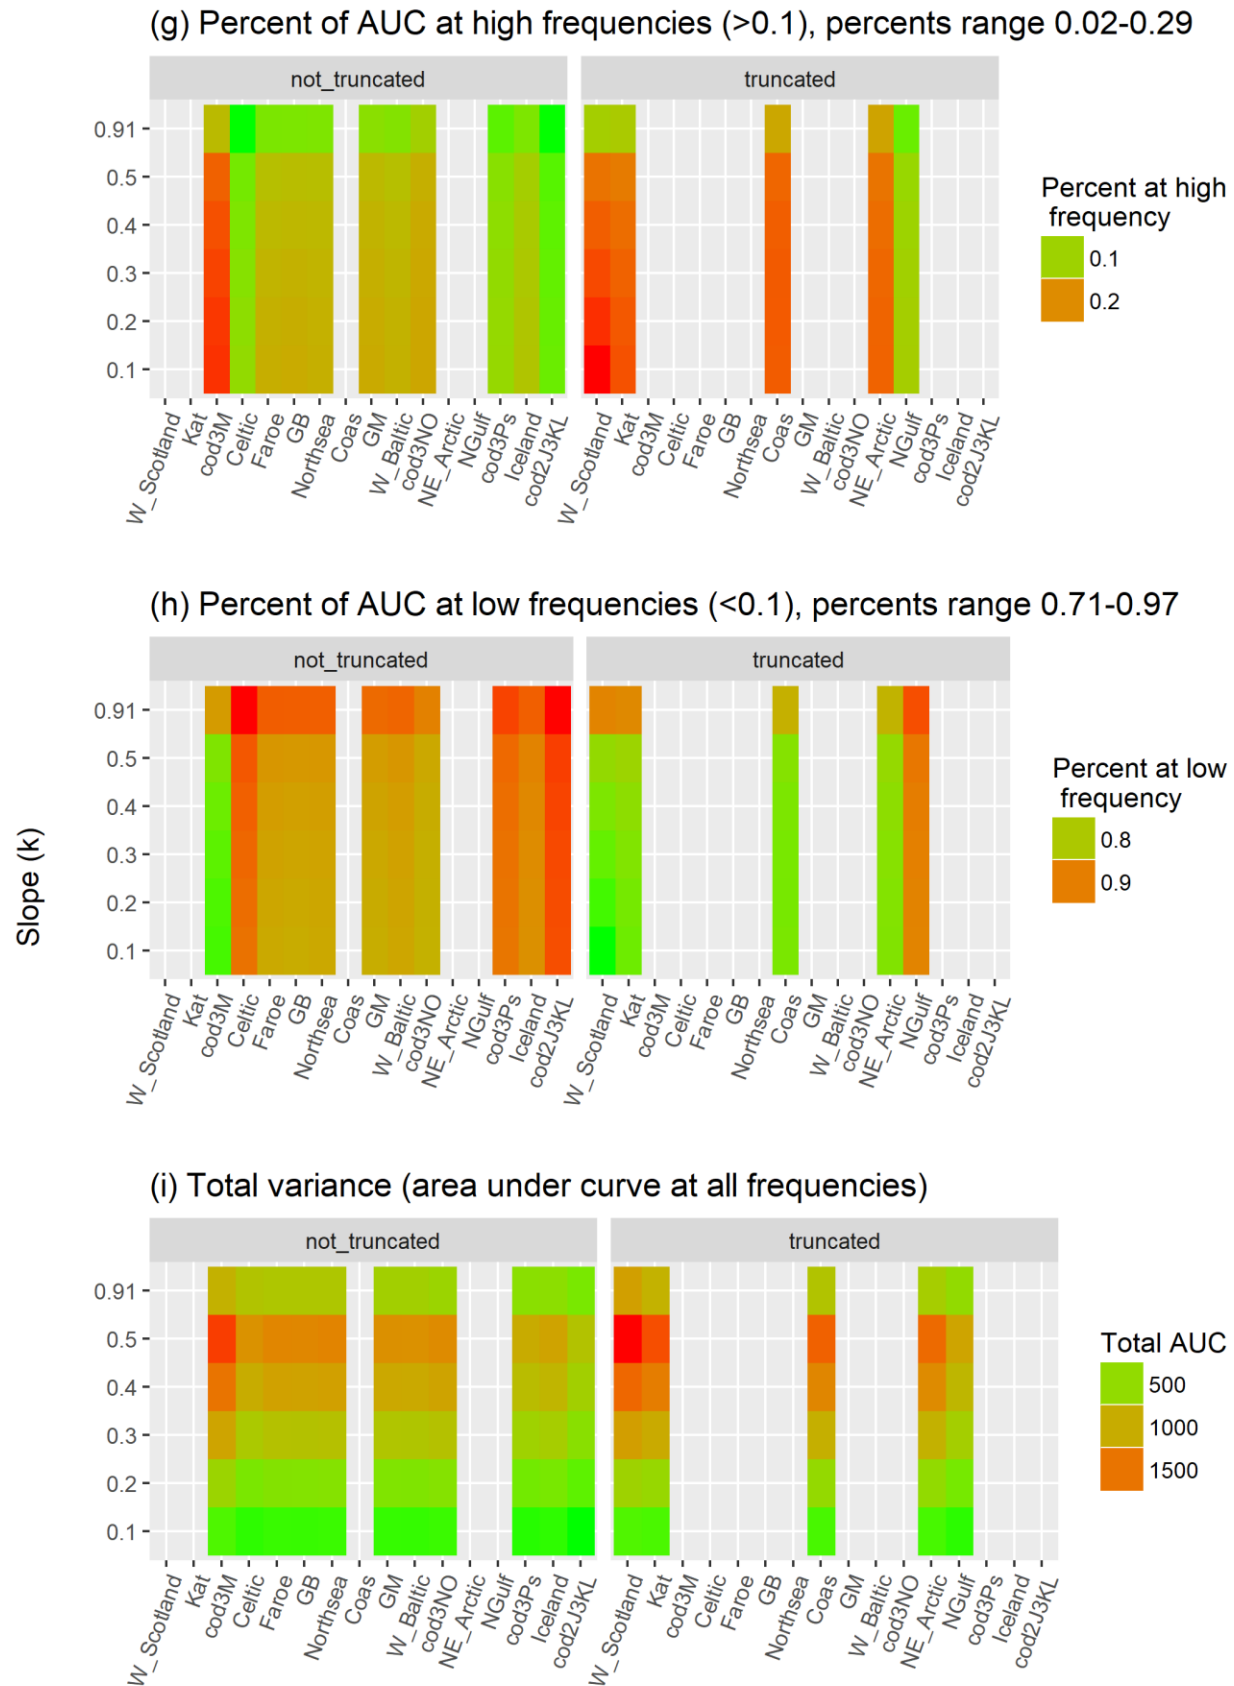 (g) Percent of AUC at high frequencies (>0.1), percents range 0.02-0.29
not_truncated
truncated
0.91
0.5
0.4
0.3
0.2
0.1
W_Scotland
Kat
cod3M
Celtic
Faroe
GB
Northsea
Coas
GM
W_Baltic
cod3NO
NE_Arctic
NGulf
cod3Ps
Iceland
cod2J3KL
W_Scotland
Kat
cod3M
Celtic
Faroe
GB
Northsea
Coas
GM
W_Baltic
cod3NO
NE_Arctic
NGulf
cod3Ps
Iceland
cod2J3KL
Percent at high
frequency
0.1
0.2
(h) Percent of AUC at low frequencies (<0.1), percents range 0.71-0.97
not_truncated
truncated
Slope (k)
0.91
0.5
0.4
0.3
0.2
0.1
W_Scotland
Kat
cod3M
Celtic
Faroe
GB
Northsea
Coas
GM
W_Baltic
cod3NO
NE_Arctic
NGulf
cod3Ps
Iceland
cod2J3KL
W_Scotland
Kat
cod3M
Celtic
Faroe
GB
Northsea
Coas
GM
W_Baltic
cod3NO
NE_Arctic
NGulf
cod3Ps
Iceland
cod2J3KL
Percent at low
frequency
0.8
0.9
(i) Total variance (area under curve at all frequencies)
not_truncated
truncated
0.91
0.5
0.4
0.3
0.2
0.1
W_Scotland
Kat
cod3M
Celtic
Faroe
GB
Northsea
Coas
GM
W_Baltic
cod3NO
NE_Arctic
NGulf
cod3Ps
Iceland
cod2J3KL
W_Scotland
Kat
cod3M
Celtic
Faroe
GB
Northsea
Coas
GM
W_Baltic
cod3NO
NE_Arctic
NGulf
cod3Ps
Iceland
cod2J3KL
Total AUC
500
1000
1500